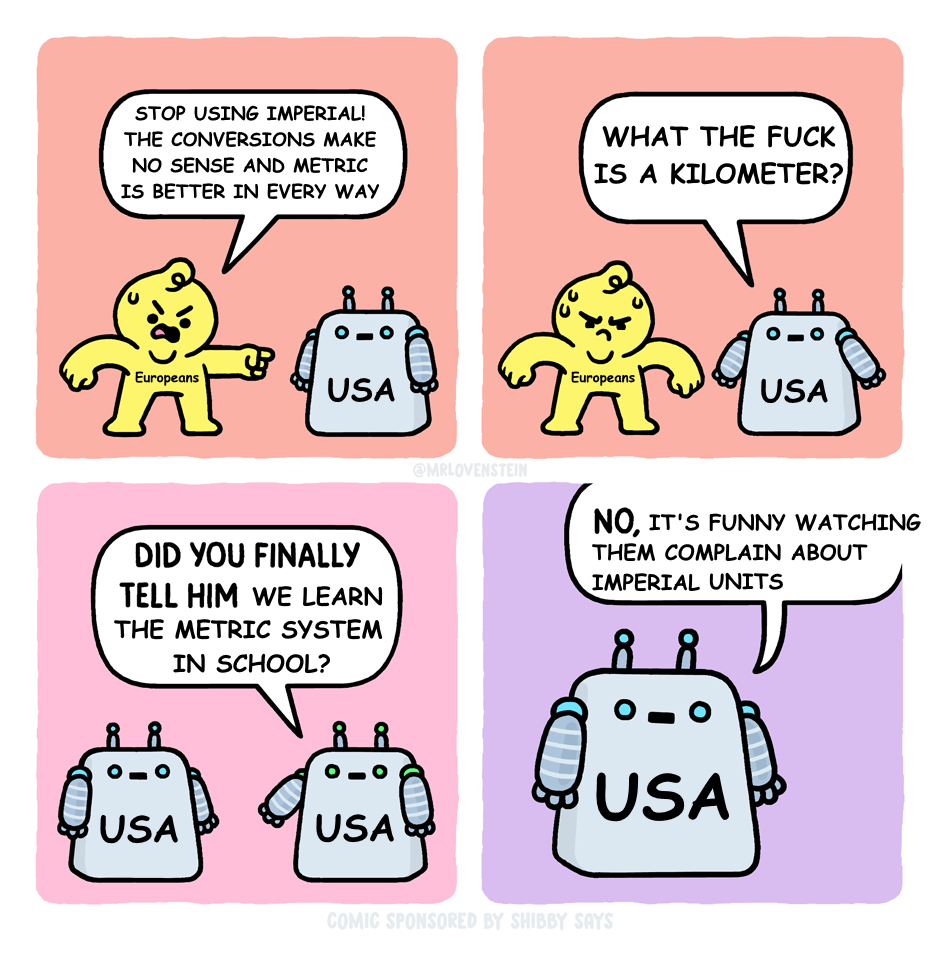 STOP USING IMPERIAL!
THE CONVERSIONS MAKE
NO SENSE AND METRIC
IS BETTER IN EVERY WAY
Europeans
USA
WHAT THE FUCK
IS A KILOMETER?
Europeans
USA
@MRLOVENSTEIN
DID YOU FINALLY
TELL HIM WE LEARN
THE METRIC SYSTEM
IN SCHOOL?
USA
USA
NO, IT'S FUNNY WATCHING
THEM COMPLAIN ABOUT
IMPERIAL UNITS
USA
COMIC SPONSORED BY SHIBBY SAYS